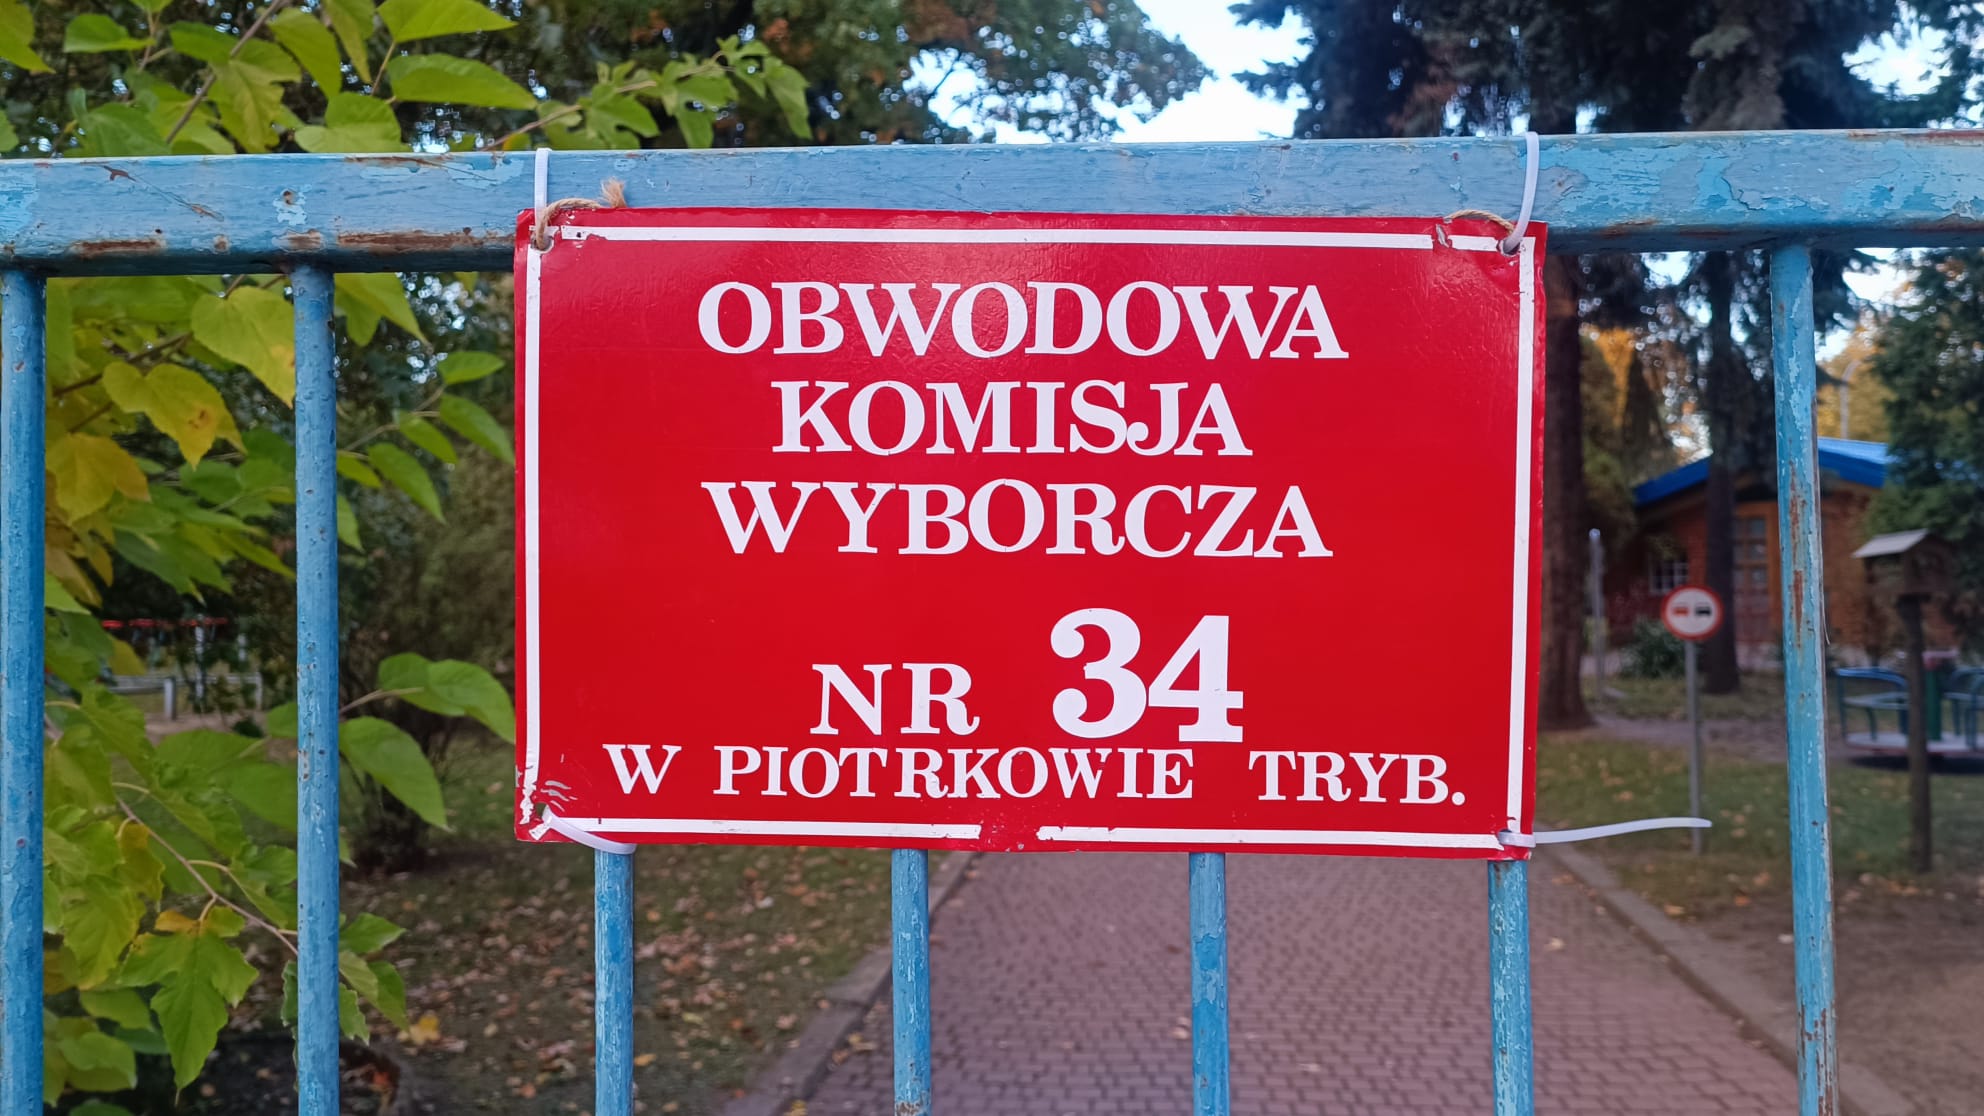 OBWODOWA
KOMISJA
WYBORCZA
NR 34
W PIOTRKOWIE TRYB.